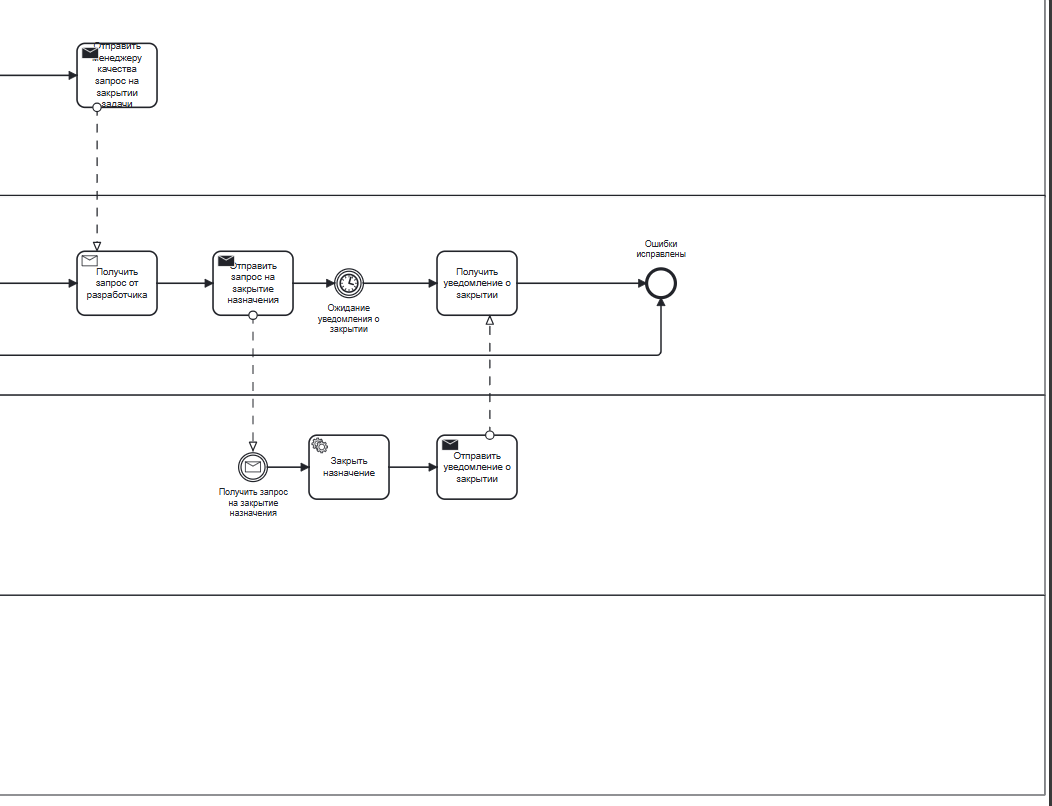 Отправить
менеджеру
качества
запрос на
закрытии
задачи
Ошибки
исправлены
Получить
запрос от
разработчика
Отправить
запрос на
закрытие
назначения
Ожидание
уведомления о
закрытии
Получить
уведомление о
закрытии
Получить запрос
на закрытие
назначения
Закрыть
назначение
Отправить
уведомление о
закрытии